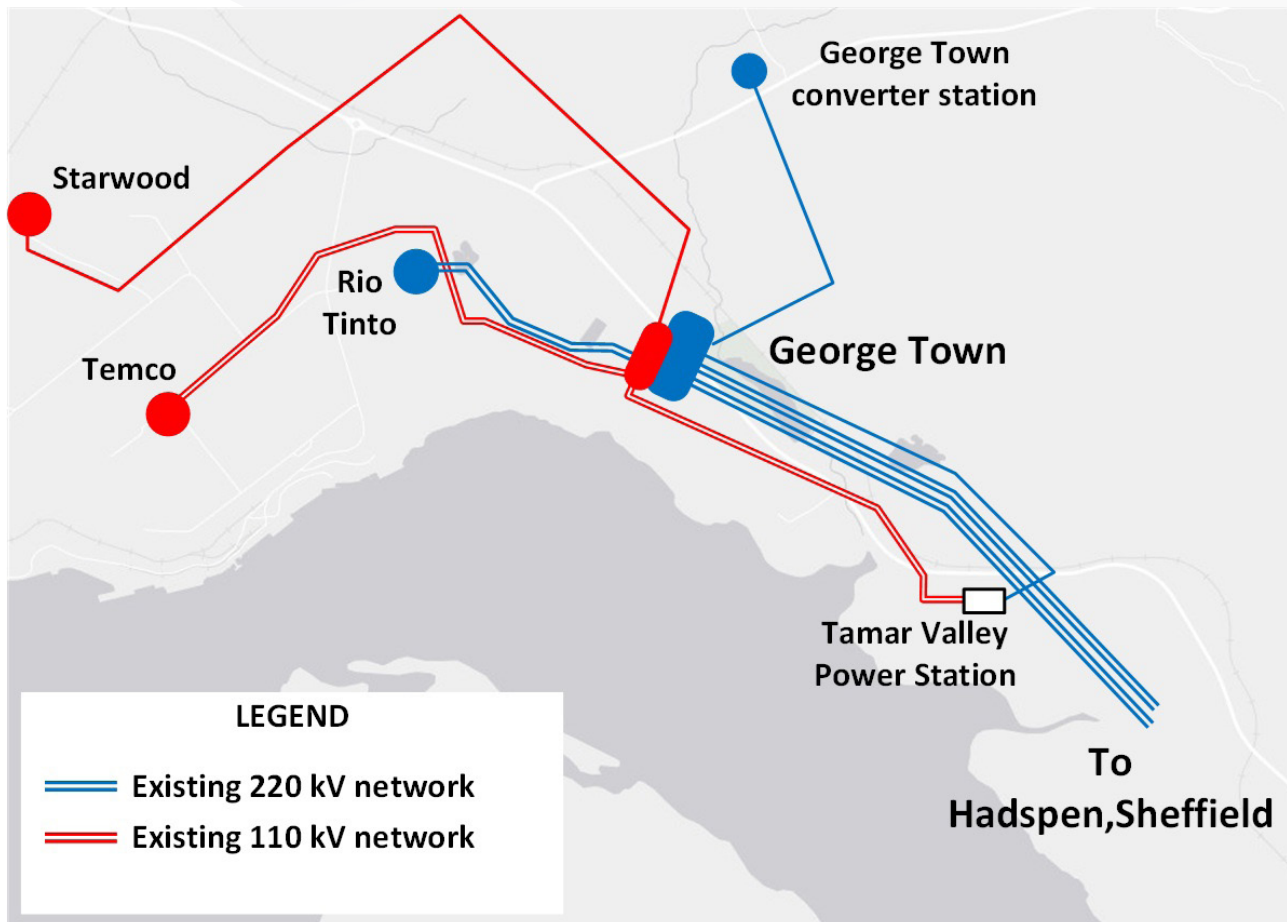 George Town
converter station
Starwood
Rio
Tinto
Temco
George Town
Tamar Valley
Power Station
To
Hadspen,Sheffield
LEGEND
Existing 220 kV network
Existing 110 kV network